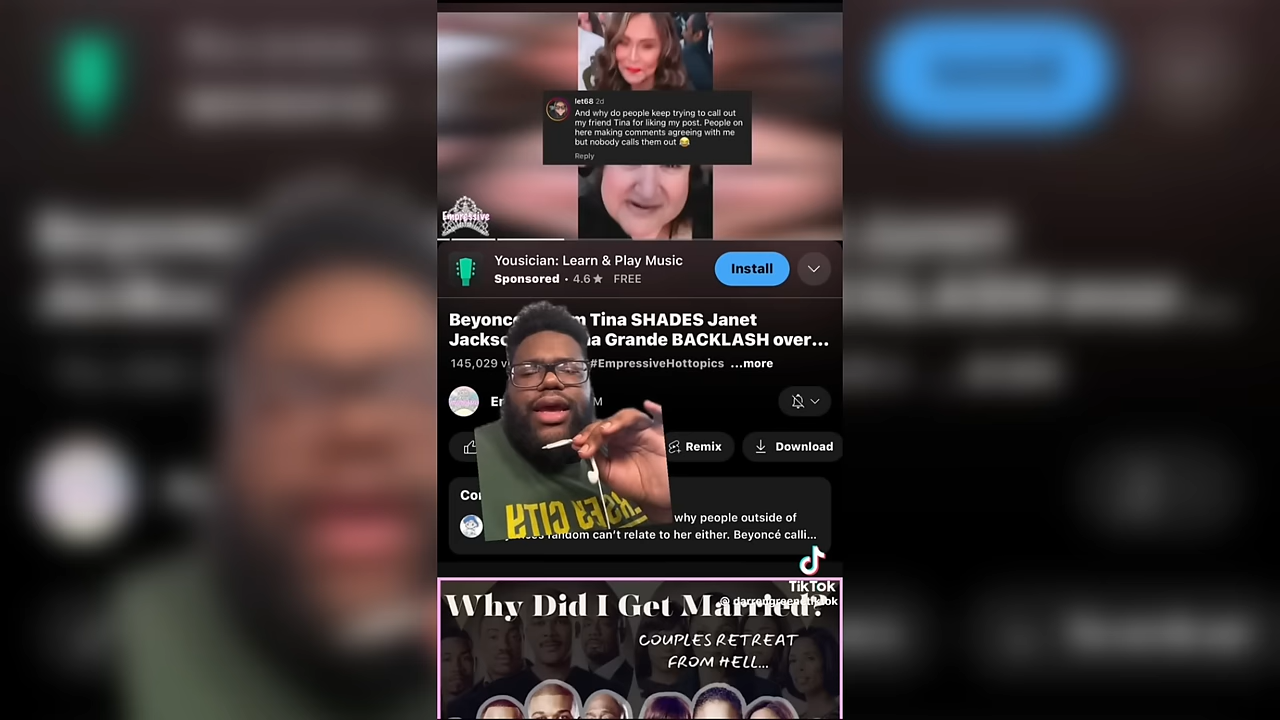 let68 2d
And why do people keep trying to call out
my friend Tina for liking my post. People on
here making comments agreeing with me
but nobody calls them out 😂
Reply
Empressive
Yousician: Learn & Play Music
Sponsored • 4.6★ FREE
Install
Tina SHADES Janet
Grande BACKLASH over...
145,029
#EmpressiveHottopics ...more
Remix
Download
why people outside of
can't relate to her either. Beyoncé calli...
TikTok
Why Did I Get Married?
COUPLES RETREAT
FROM HELL...